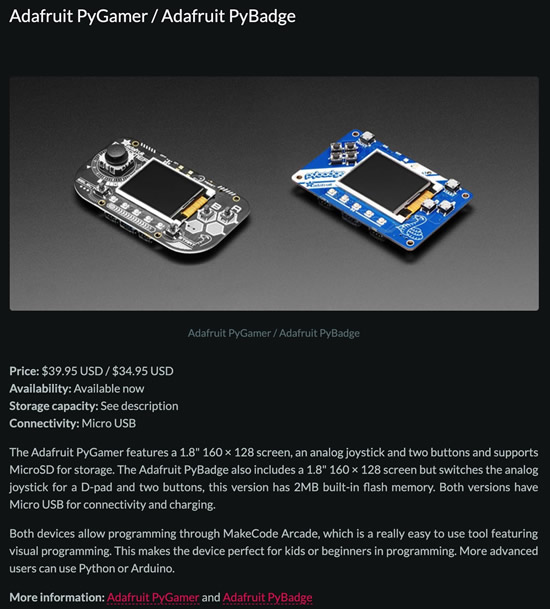 Adafruit PyGamer / Adafruit PyBadge
Adafruit PyGamer / Adafruit PyBadge
Price: $39.95 USD / $34.95 USD
Availability: Available now
Storage capacity: See description
Connectivity: Micro USB
The Adafruit PyGamer features a 1.8" 160 × 128 screen, an analog joystick and two buttons and supports
MicroSD for storage. The Adafruit PyBadge also includes a 1.8" 160 × 128 screen but switches the analog
joystick for a D-pad and two buttons, this version has 2MB built-in flash memory. Both versions have
Micro USB for connectivity and charging.
Both devices allow programming through MakeCode Arcade, which is a really easy to use tool featuring
visual programming. This makes the device perfect for kids or beginners in programming. More advanced
users can use Python or Arduino.
More information: Adafruit PyGamer and Adafruit PyBadge